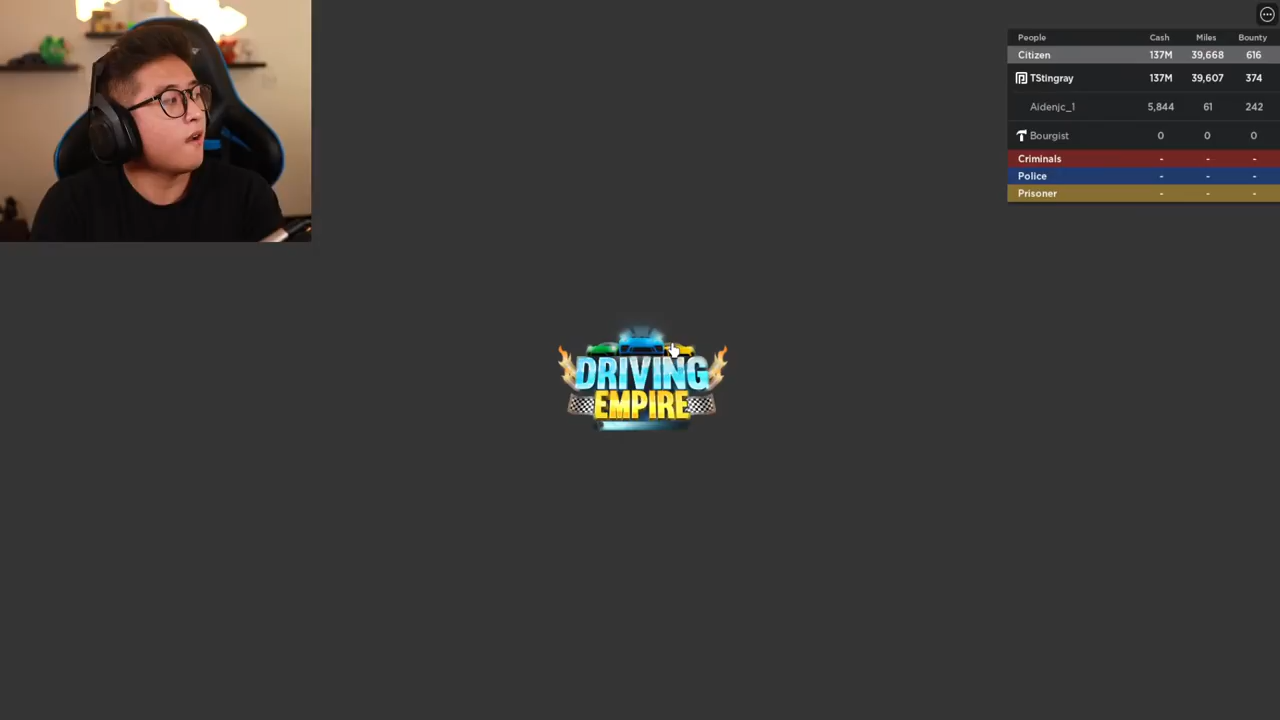 People Cash Miles Bounty
Citizen 137M 39,668 616
TStingray 137M 39,607 374
Aidenjc_1 5,844 61 242
Bourgist 0 0 0
Criminals - - -
Police - - -
Prisoner - - -
DRIVING
EMPIRE